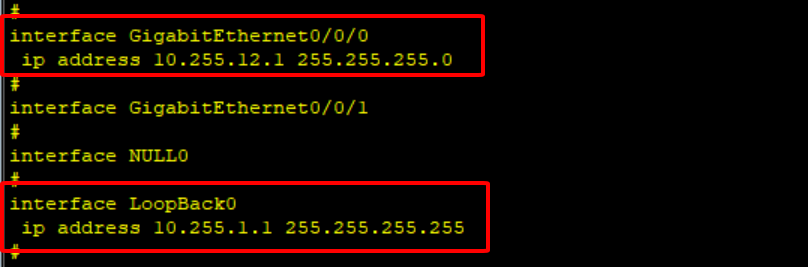 #
interface GigabitEthernet0/0/0
 ip address 10.255.12.1 255.255.255.0
#
interface GigabitEthernet0/0/1
#
interface NULL0
#
interface LoopBack0
 ip address 10.255.1.1 255.255.255.255
#